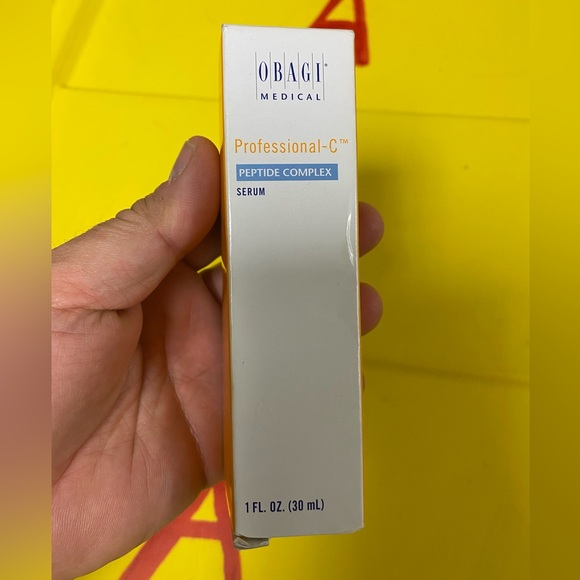 A
OBAGI®
MEDICAL
Professional-C™
PEPTIDE COMPLEX
SERUM
1 FL. OZ. (30 mL)
A